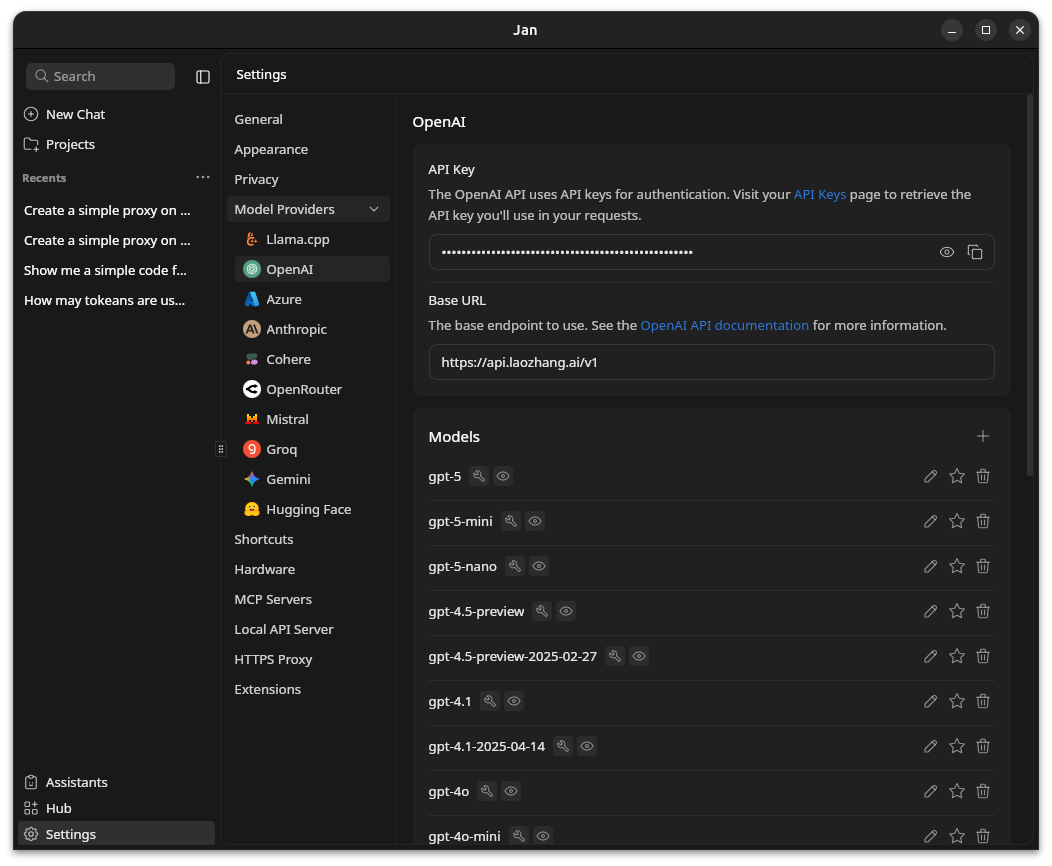 Jan
Search
New Chat
Projects
Recents
Create a simple proxy on ...
Create a simple proxy on ...
Show me a simple code f...
How may tokeans are us...
Assistants
Hub
Settings
Settings
General
Appearance
Privacy
Model Providers
Llama.cpp
OpenAI
Azure
Anthropic
Cohere
OpenRouter
Mistral
Groq
Gemini
Hugging Face
Shortcuts
Hardware
MCP Servers
Local API Server
HTTPS Proxy
Extensions
OpenAI
API Key
The OpenAI API uses API keys for authentication. Visit your API Keys page to retrieve the
API key you'll use in your requests.
••••••••••••••••••••••••••••••••••••••••••••••••••
Base URL
The base endpoint to use. See the OpenAI API documentation for more information.
https://api.laozhang.ai/v1
Models
gpt-5
gpt-5-mini
gpt-5-nano
gpt-4.5-preview
gpt-4.5-preview-2025-02-27
gpt-4.1
gpt-4.1-2025-04-14
gpt-4o
gpt-4o-mini